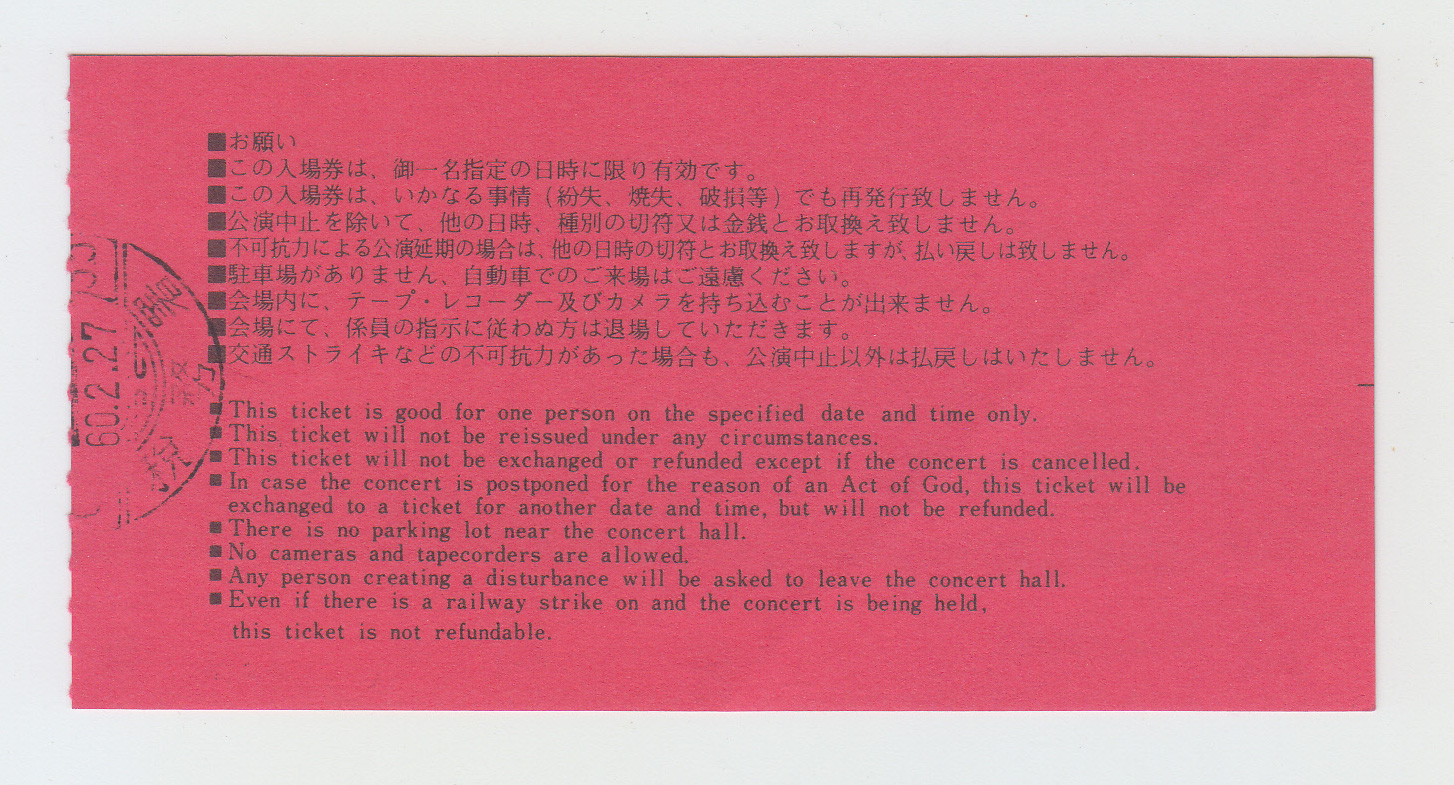 ■お願い
■この入場券は、御一名指定の日時に限り有効です。
■この入場券は、いかなる事情(紛失、焼失、破損等)でも再発行致しません。
■公演中止を除いて、他の日時、種別の切符又は金銭とお取換え致しません。
■不可抗力による公演延期の場合は、他の日時の切符とお取換え致しますが、払い戻しは致しません。
■駐車場がありません、自動車でのご来場はご遠慮ください。
■会場内に、テープ・レコーダー及びカメラを持ち込むことが出来ません。
■会場にて、係員の指示に従わぬ方は退場していただきます。
■交通ストライキなどの不可抗力があった場合も、公演中止以外は払戻しはいたしません。
60.2.27
■This ticket is good for one person on the specified date and time only.
■This ticket will not be reissued under any circumstances.
■This ticket will not be exchanged or refunded except if the concert is cancelled.
■In case the concert is postponed for the reason of an Act of God, this ticket will be
exchanged to a ticket for another date and time, but will not be refunded.
■There is no parking lot near the concert hall.
■No cameras and tapecorders are allowed.
■Any person creating a disturbance will be asked to leave the concert hall.
■Even if there is a railway strike on and the concert is being held,
this ticket is not refundable.